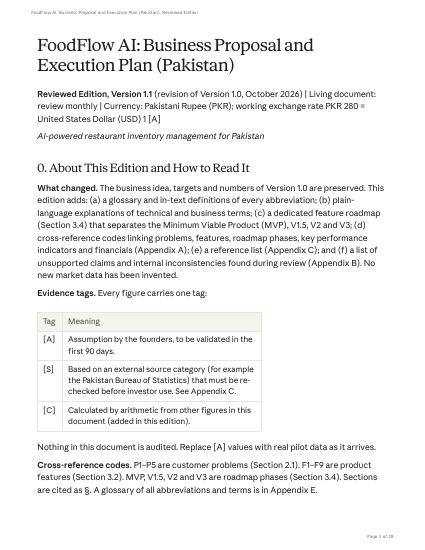 FoodFlow AI: Business Proposal and Execution Plan (Pakistan), Reviewed Edition
FoodFlow AI: Business Proposal and
Execution Plan (Pakistan)
Reviewed Edition, Version 1.1 (revision of Version 1.0, October 2026) | Living document:
review monthly | Currency: Pakistani Rupee (PKR); working exchange rate PKR 280 =
United States Dollar (USD) 1 [A]
AI-powered restaurant inventory management for Pakistan
0. About This Edition and How to Read It
What changed. The business idea, targets and numbers of Version 1.0 are preserved. This
edition adds: (a) a glossary and in-text definitions of every abbreviation; (b) plain-
language explanations of technical and business terms; (c) a dedicated feature roadmap
(Section 3.4) that separates the Minimum Viable Product (MVP), V1.5, V2 and V3; (d)
cross-reference codes linking problems, features, roadmap phases, key performance
indicators and financials (Appendix A); (e) a reference list (Appendix C); and (f) a list of
unsupported claims and internal inconsistencies found during review (Appendix B). No
new market data has been invented.
Evidence tags. Every figure carries one tag:
Tag Meaning
[A] Assumption by the founders, to be validated in the
first 90 days.
[S] Based on an external source category (for example
the Pakistan Bureau of Statistics) that must be re-
checked before investor use. See Appendix C.
[C] Calculated by arithmetic from other figures in this
document (added in this edition).
Nothing in this document is audited. Replace [A] values with real pilot data as it arrives.
Cross-reference codes. P1–P5 are customer problems (Section 2.1). F1–F9 are product
features (Section 3.2). MVP, V1.5, V2 and V3 are roadmap phases (Section 3.4). Sections
are cited as §. A glossary of all abbreviations and terms is in Appendix E.
Page 1 of 28